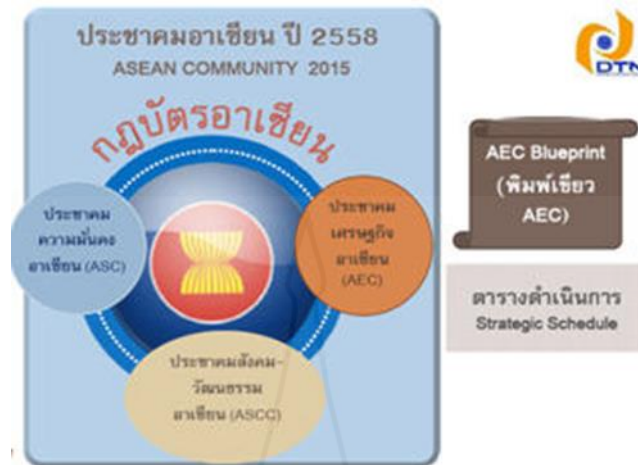 ประชาคมอาเซียน ปี 2558
ASEAN COMMUNITY 2015
กฎบัตรอาเซียน
ประชาคม
ความมั่นคง
อาเซียน (ASC)
ประชาคม
เศรษฐกิจ
อาเซียน
(AEC)
ประชาคมสังคม-
วัฒนธรรม
อาเซียน (ASCC)
DTN
AEC Blueprint
(พิมพ์เขียว
AEC)
ตารางดำเนินการ
Strategic Schedule